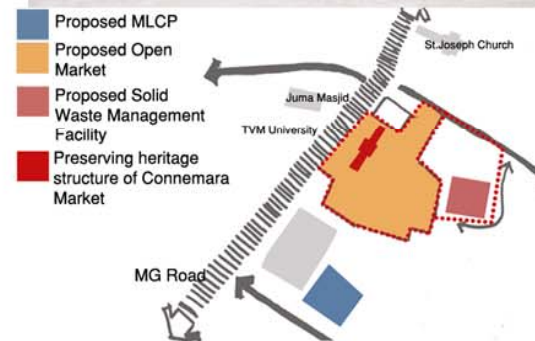 Proposed MLCP
Proposed Open
Market
Proposed Solid
Waste Management
Facility
Preserving heritage
structure of Connemara
Market
St.Joseph Church
Juma Masjid
TVM University
MG Road